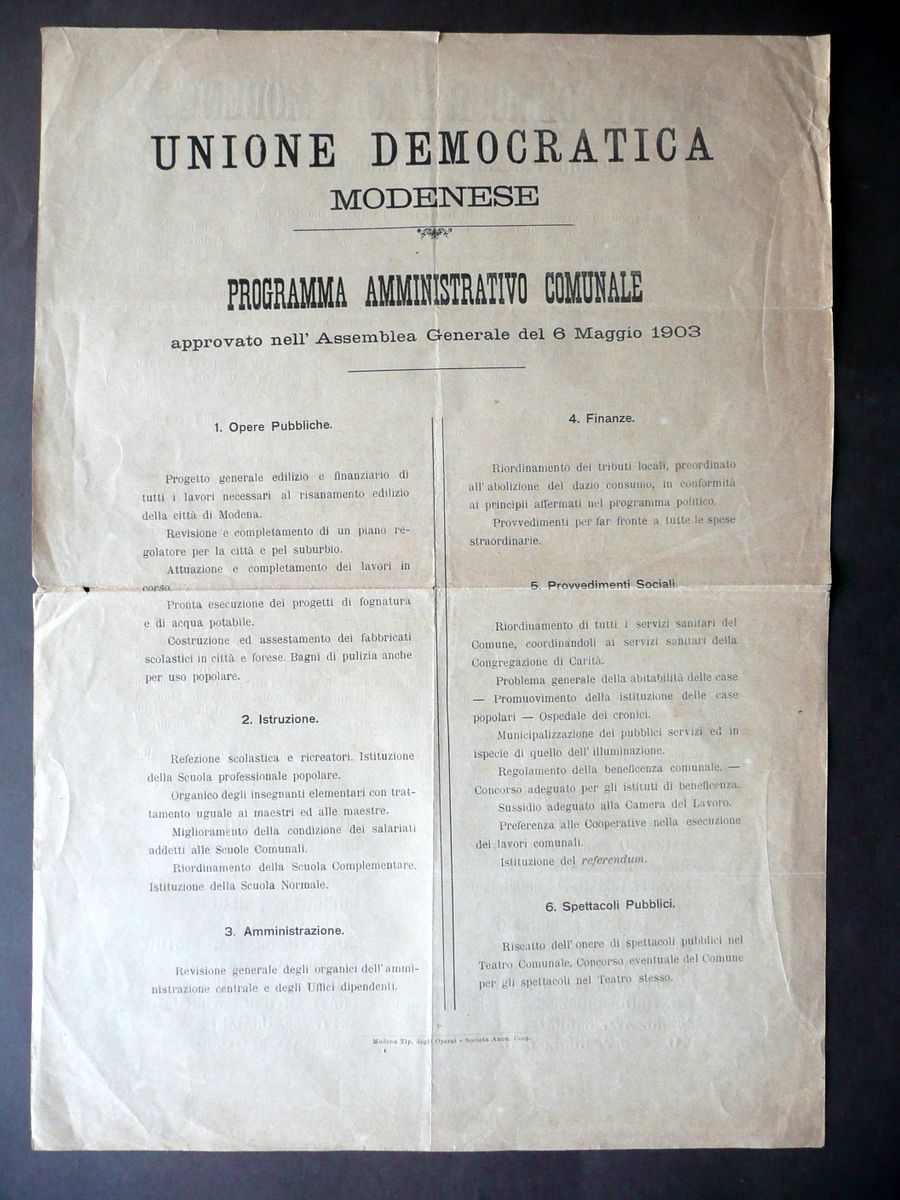 UNIONE DEMOCRATICA
MODENESE
PROGRAMMA AMMINISTRATIVO COMUNALE
approvato nell' Assemblea Generale del 6 Maggio 1903
1. Opere Pubbliche.
Progetto generale edilizio e finanziario di
tutti i lavori necessari al risanamento edilizio
della città di Modena.
Revisione e completamento di un piano re-
golatore per la città e pel suburbio.
Attuazione e completamento dei lavori in
corso.
Pronta esecuzione dei progetti di fognatura
e di acqua potabile.
Costruzione ed assestamento dei fabbricati
scolastici in città e forese. Bagni di pulizia anche
per uso popolare.
2. Istruzione.
Refezione scolastica e ricreatori. Istituzione
della Scuola professionale popolare.
Organico degli insegnanti elementari con trat-
tamento uguale ai maestri ed alle maestre.
Miglioramento della condizione dei salariati
addetti alle Scuole Comunali.
Riordinamento della Scuola Complementare.
Istituzione della Scuola Normale.
3. Amministrazione.
Revisione generale degli organici dell'ammi-
nistrazione centrale e degli Uffici dipendenti.
4. Finanze.
Riordinamento dei tributi locali, preordinato
all'abolizione del dazio consumo, in conformità
ai principii affermati nel programma politico.
Provvedimenti per far fronte a tutte le spese
straordinarie.
5. Provvedimenti Sociali
Riordinamento di tutti i servizi sanitari del
Comune, coordinandoli ai servizi sanitari della
Congregazione di Carità.
Problema generale della abitabilità delle case
— Promuovimento della istituzione delle case
popolari — Ospedale dei cronici.
Municipalizzazione dei pubblici servizi ed in
ispecie di quello dell'illuminazione.
Regolamento della beneficenza comunale. —
Concorso adeguato per gli istituti di beneficenza.
Sussidio adeguato alla Camera del Lavoro.
Preferenza alle Cooperative nella esecuzione
dei lavori comunali.
Istituzione del referendum.
6. Spettacoli Pubblici.
Riscatto dell'onere di spettacoli pubblici nel
Teatro Comunale. Concorso eventuale del Comune
per gli spettacoli nel Teatro stesso.
Modena Tip. degli Operai - Società Anon. Coop.